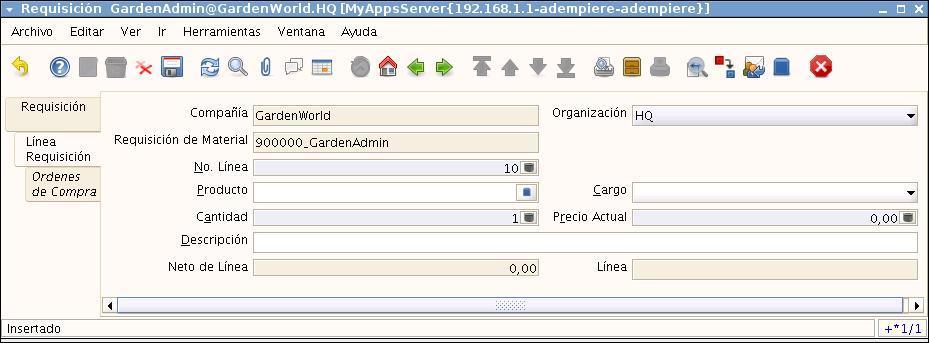 Requisición GardenAdmin@GardenWorld.HQ [MyAppsServer{192.168.1.1-adempiere-adempiere}]
Archivo Editar Ver Ir Herramientas Ventana Ayuda
Requisición
Línea
Requisición
Ordenes
de Compra
Compañía GardenWorld Organización HQ
Requisición de Material 900000_GardenAdmin
No. Línea 10
Producto Cargo
Cantidad 1 Precio Actual 0,00
Descripción
Neto de Línea 0,00 Línea
Insertado +*1/1